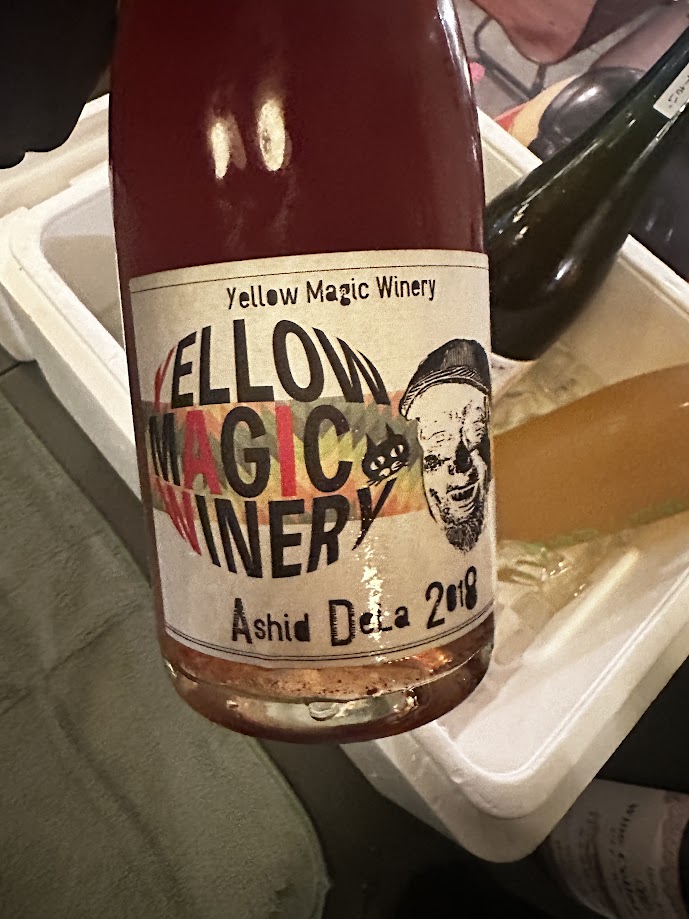 Yellow Magic Winery
YELLOW
MAGIC
WINERY
Ashid DeLa 2018